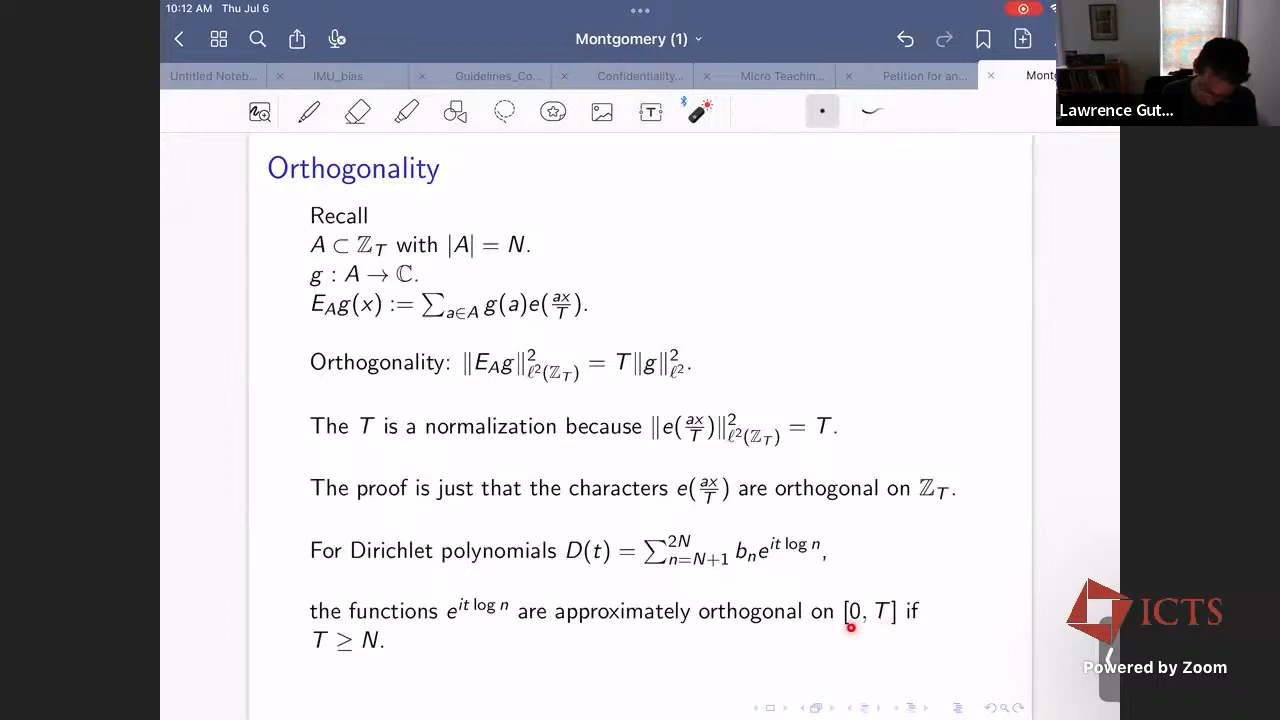 10:12 AM Thu Jul 6
Montgomery (1)
Untitled Noteb...
IMU_bias
Guidelines_Co...
Confidentiality...
Micro Teachin...
Petition for an...
Mont
Lawrence Gut...
Orthogonality
Recall
A ⊂ ℤ_T with |A| = N.
g : A → ℂ.
E_A g(x) := ∑_{a∈A} g(a)e(ax/T).
Orthogonality: ‖E_A g‖²_{ℓ²(ℤ_T)} = T‖g‖²_{ℓ²}.
The T is a normalization because ‖e(ax/T)‖²_{ℓ²(ℤ_T)} = T.
The proof is just that the characters e(ax/T) are orthogonal on ℤ_T.
For Dirichlet polynomials D(t) = ∑_{n=N+1}^{2N} b_n e^{it log n},
the functions e^{it log n} are approximately orthogonal on [0, T] if
T ≥ N.
ICTS
Powered by Zoom